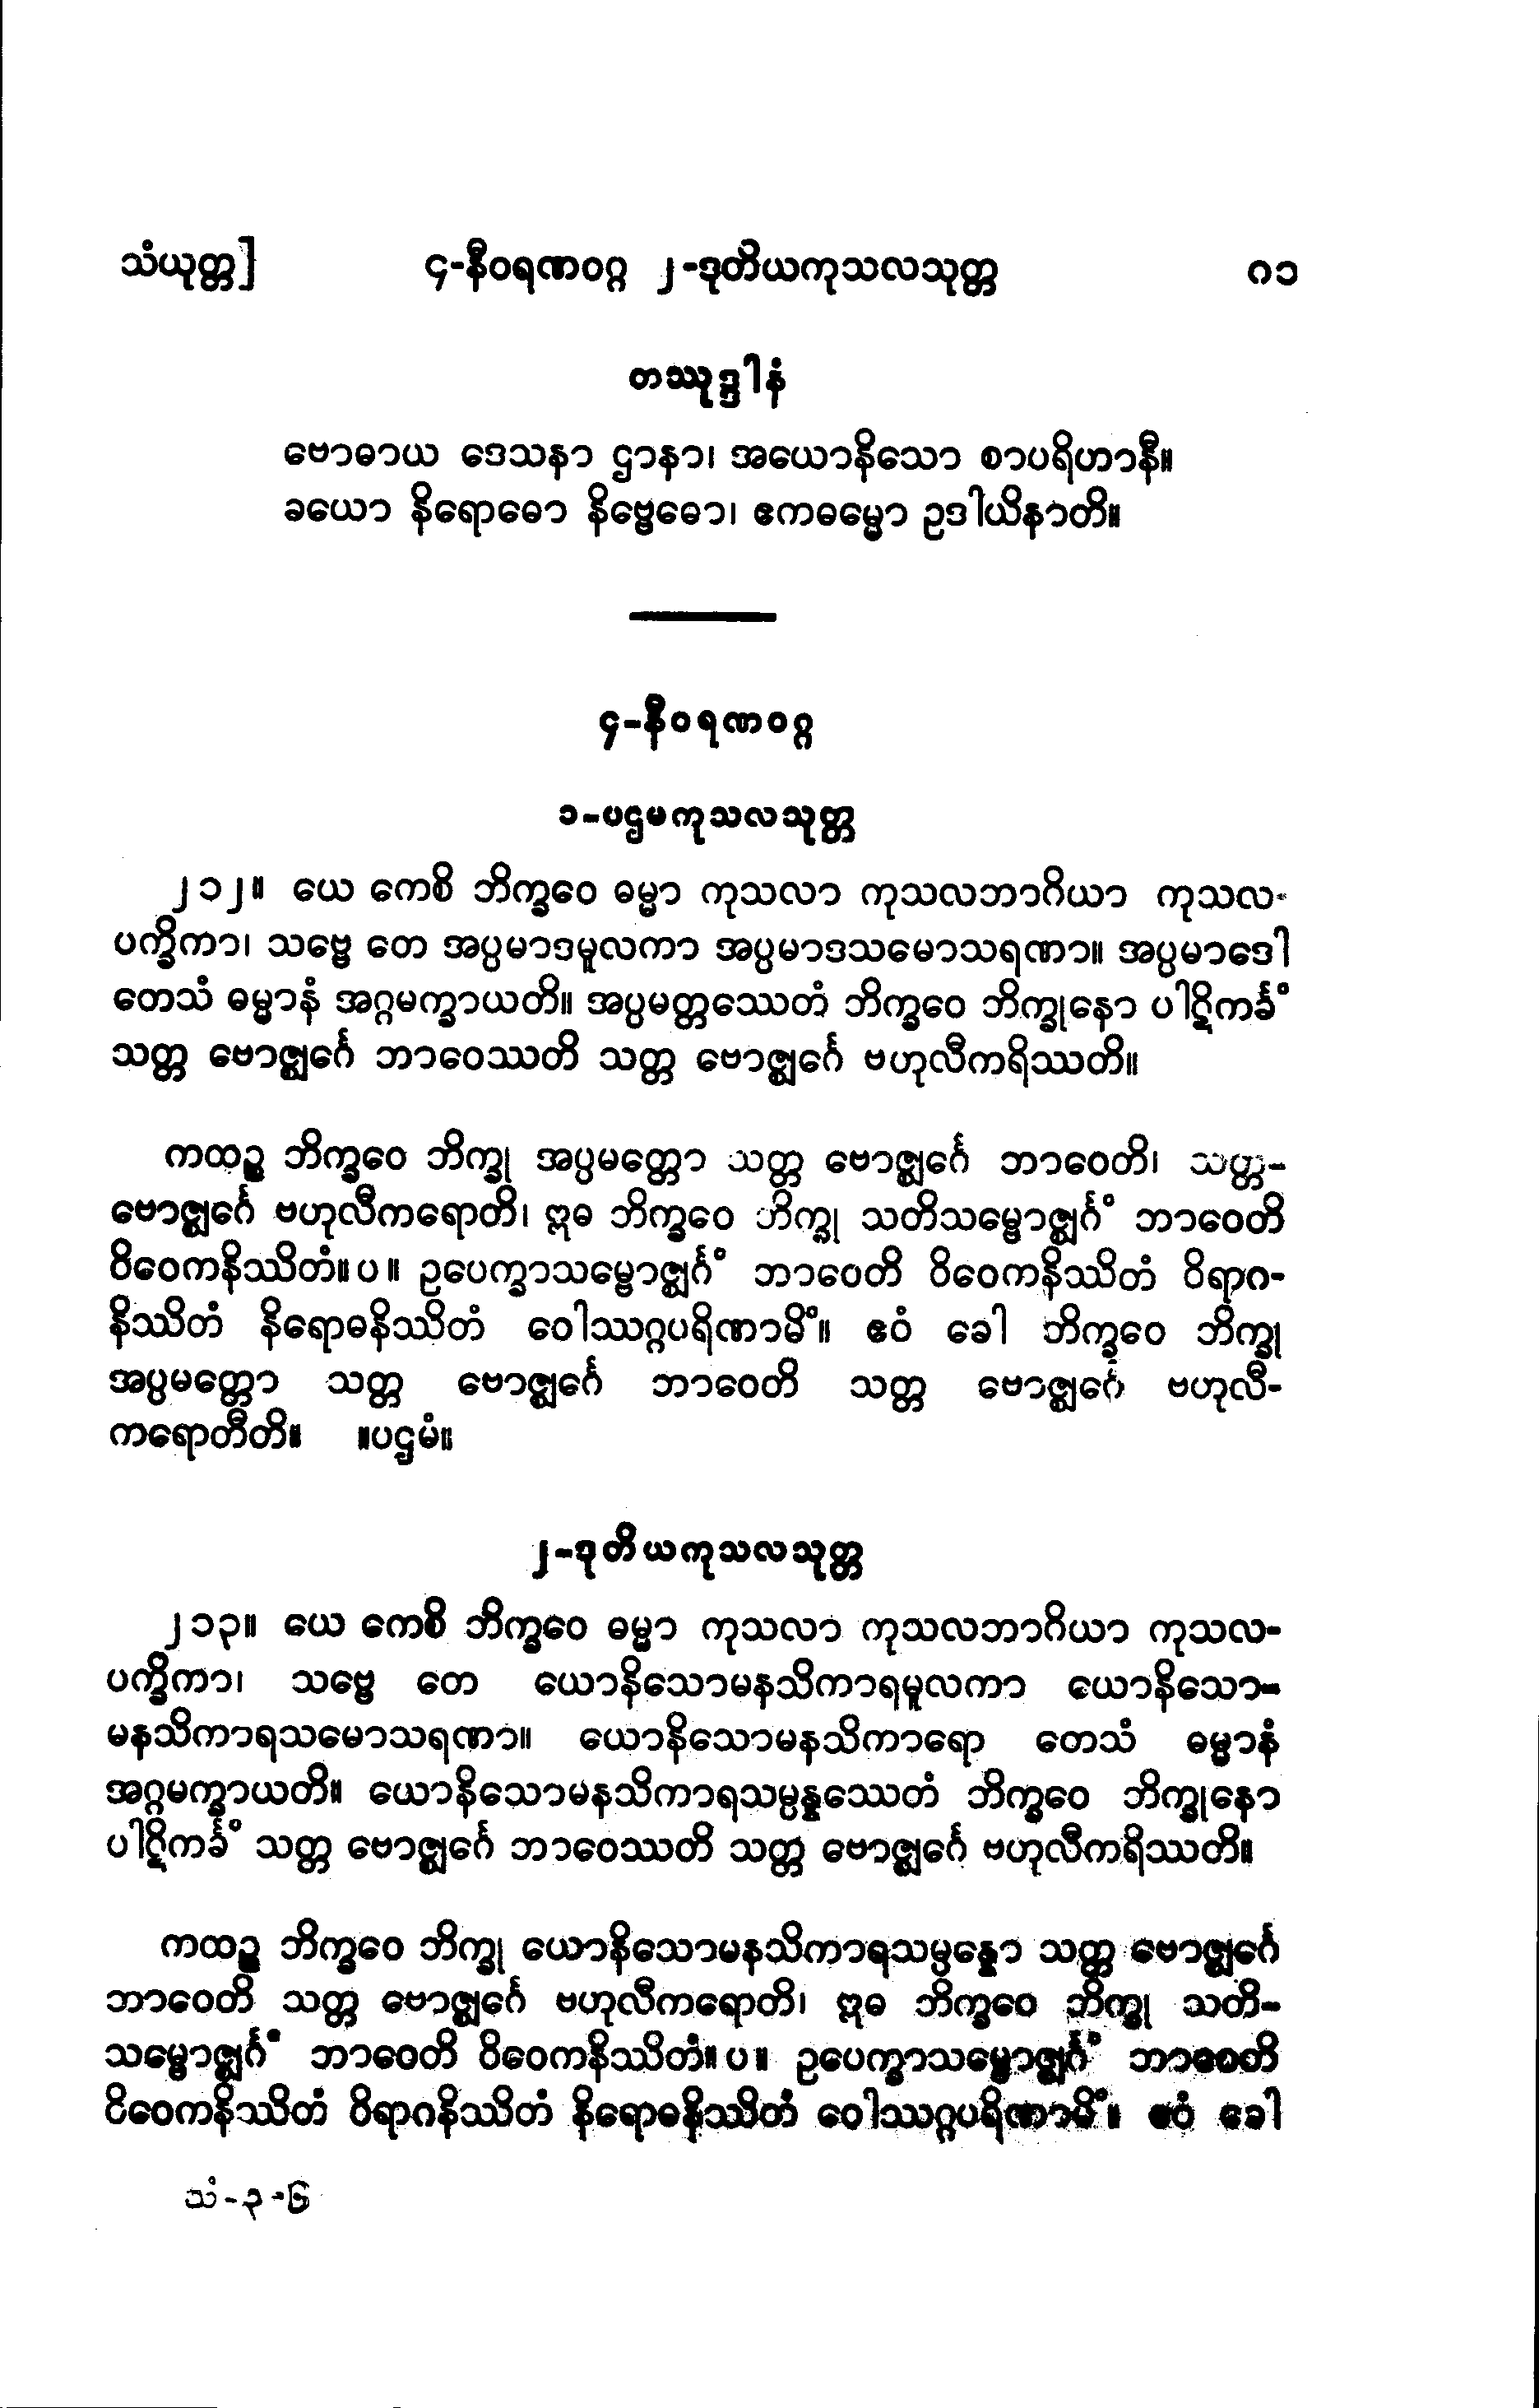 သံယုတ္တ] ၄-နီဝရဏဝဂ္ဂ ၂-ဒုတိယကုသလသုတ္တ ၈၁
တဿုဒ္ဒါနံ
ဗောဓာယ ဒေသနာ ဌာနာ၊ အယောနိသော စာပရိဟာနီ။
ခယော နိရောဓော နိဗ္ဗေဓော၊ ဧကဓမ္မော ဥဒါယိနာတိ။
၄-နီဝရဏဝဂ္ဂ
၁-ပဌမကုသလသုတ္တ
၂၁၂။ ယေ ကေစိ ဘိက္ခဝေ ဓမ္မာ ကုသလာ ကုသလဘာဂိယာ ကုသလ-
ပက္ခိကာ၊ သဗ္ဗေ တေ အပ္ပမာဒမူလကာ အပ္ပမာဒသမောသရဏာ။ အပ္ပမာဒေါ
တေသံ ဓမ္မာနံ အဂ္ဂမက္ခာယတိ။ အပ္ပမတ္တဿေတံ ဘိက္ခဝေ ဘိက္ခုနော ပါဋိကင်္ခံ
သတ္တ ဗောဇ္ဈင်္ဂေ ဘာဝေဿတိ သတ္တ ဗောဇ္ဈင်္ဂေ ဗဟုလီကရိဿတိ။
ကထဉ္စ ဘိက္ခဝေ ဘိက္ခု အပ္ပမတ္တော သတ္တ ဗောဇ္ဈင်္ဂေ ဘာဝေတိ၊ သတ္တ-
ဗောဇ္ဈင်္ဂေ ဗဟုလီကရောတိ၊ ဣဓ ဘိက္ခဝေ ဘိက္ခု သတိသမ္ဗောဇ္ဈင်္ဂံ ဘာဝေတိ
ဝိဝေကနိဿိတံ။ပ။ ဥပေက္ခာသမ္ဗောဇ္ဈင်္ဂံ ဘာဝေတိ ဝိဝေကနိဿိတံ ဝိရာဂ-
နိဿိတံ နိရောဓနိဿိတံ ဝေါဿဂ္ဂပရိဏာမိံ။ ဧဝံ ခေါ ဘိက္ခဝေ ဘိက္ခု
အပ္ပမတ္တော သတ္တ ဗောဇ္ဈင်္ဂေ ဘာဝေတိ သတ္တ ဗောဇ္ဈင်္ဂေ ဗဟုလီ-
ကရောတီတိ။ ။ပဌမံ။
၂-ဒုတိယကုသလသုတ္တ
၂၁၃။ ယေ ကေစိ ဘိက္ခဝေ ဓမ္မာ ကုသလာ ကုသလဘာဂိယာ ကုသလ-
ပက္ခိကာ၊ သဗ္ဗေ တေ ယောနိသောမနသိကာရမူလကာ ယောနိသော-
မနသိကာရသမောသရဏာ။ ယောနိသောမနသိကာရော တေသံ ဓမ္မာနံ
အဂ္ဂမက္ခာယတိ။ ယောနိသောမနသိကာရသမ္ပန္နဿေတံ ဘိက္ခဝေ ဘိက္ခုနော
ပါဋိကင်္ခံ သတ္တ ဗောဇ္ဈင်္ဂေ ဘာဝေဿတိ သတ္တ ဗောဇ္ဈင်္ဂေ ဗဟုလီကရိဿတိ။
ကထဉ္စ ဘိက္ခဝေ ဘိက္ခု ယောနိသောမနသိကာရသမ္ပန္နော သတ္တ ဗောဇ္ဈင်္ဂေ
ဘာဝေတိ သတ္တ ဗောဇ္ဈင်္ဂေ ဗဟုလီကရောတိ၊ ဣဓ ဘိက္ခဝေ ဘိက္ခု သတိ-
သမ္ဗောဇ္ဈင်္ဂံ ဘာဝေတိ ဝိဝေကနိဿိတံ။ပ။ ဥပေက္ခာသမ္ဗောဇ္ဈင်္ဂံ ဘာဝေတိ
ဝိဝေကနိဿိတံ ဝိရာဂနိဿိတံ နိရောဓနိဿိတံ ဝေါဿဂ္ဂပရိဏာမိံ။ ဧဝံ ခေါ
သံ-၃-၆